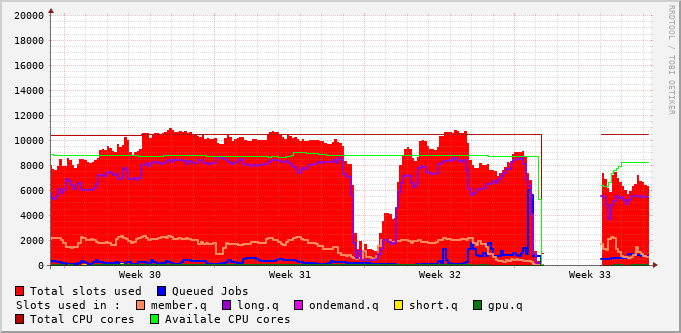 RRDTOOL / TOBI OETIKER
20000
18000
16000
14000
12000
10000
8000
6000
4000
2000
0
Week 30 Week 31 Week 32 Week 33
Total slots used Queued Jobs
Slots used in : member.q long.q ondemand.q short.q gpu.q
Total CPU cores Availale CPU cores